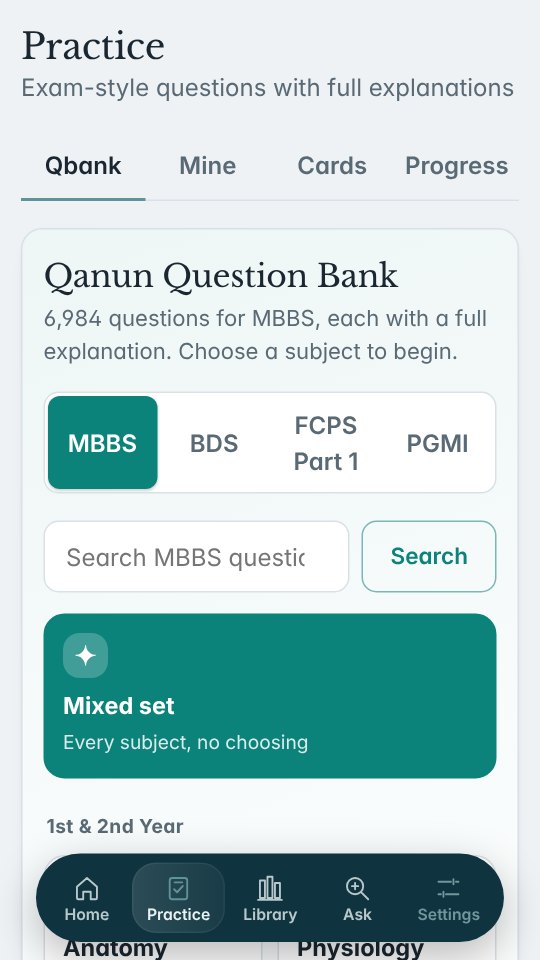 Practice
Exam-style questions with full explanations
Qbank
Mine
Cards
Progress
Qanun Question Bank
6,984 questions for MBBS, each with a full
explanation. Choose a subject to begin.
MBBS
BDS
FCPS
Part 1
PGMI
Search MBBS questic
Search
Mixed set
Every subject, no choosing
1st & 2nd Year
Anatomy
Physiology
Home
Practice
Library
Ask
Settings